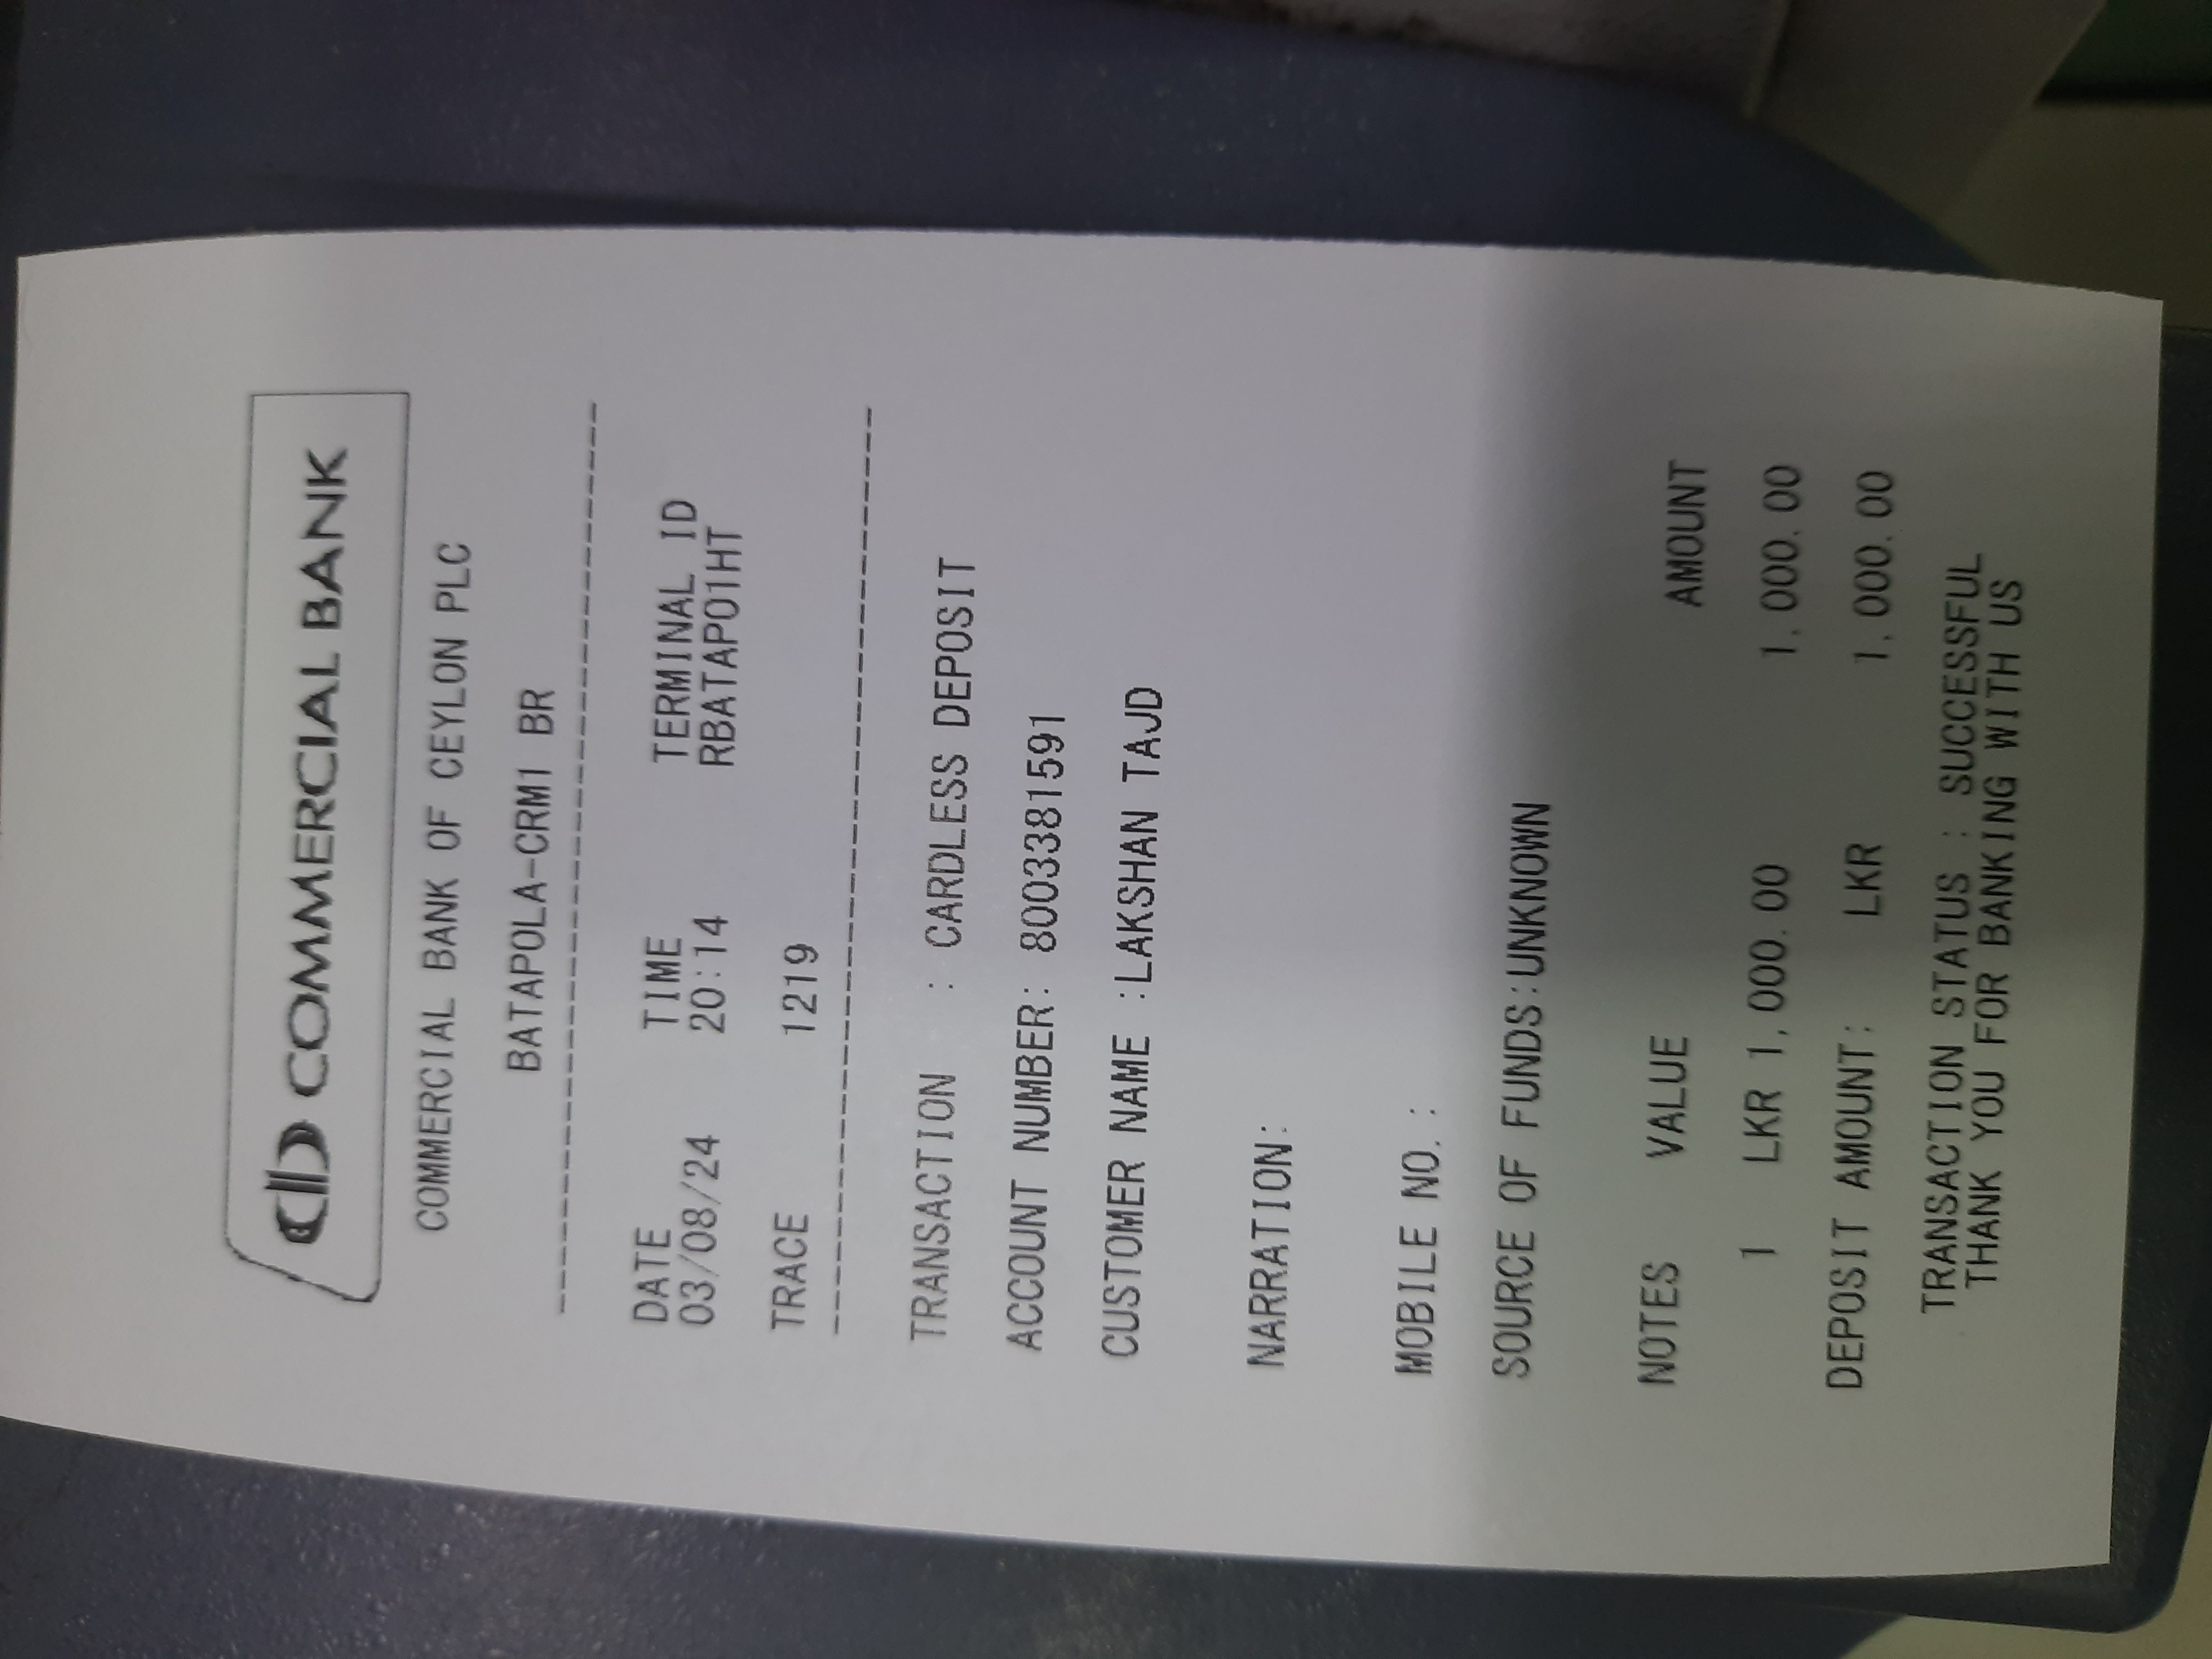 COMMERCIAL BANK
COMMERCIAL BANK OF CEYLON PLC
BATAPOLA-CRM1 BR
--------------------------------------
DATE TIME TERMINAL ID
03/08/24 20:14 RBATAP01HT
TRACE 1219
--------------------------------------
TRANSACTION : CARDLESS DEPOSIT
ACCOUNT NUMBER: 8003381591
CUSTOMER NAME :LAKSHAN TAJD
NARRATION:
MOBILE NO.:
SOURCE OF FUNDS:UNKNOWN
NOTES VALUE AMOUNT
1 LKR 1,000.00 1,000.00
DEPOSIT AMOUNT: LKR 1,000.00
TRANSACTION STATUS : SUCCESSFUL
THANK YOU FOR BANKING WITH US